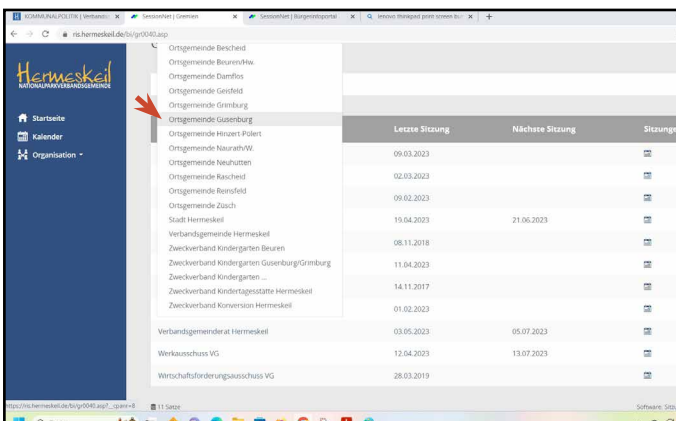 KOMMUNALPOLITIK | Verbands
SessionNet | Gremien
SessionNet | Bürgerinfoportal
lenovo thinkpad print screen but
ris.hermeskeil.de/bi/gr0040.asp
Hermeskeil
NATIONALPARKVERBANDSGEMEINDE
Startseite
Kalender
Organisation
Ortsgemeinde Bescheid
Ortsgemeinde Beuren/Hw.
Ortsgemeinde Damflos
Ortsgemeinde Geisfeld
Ortsgemeinde Grimburg
Ortsgemeinde Gusenburg
Ortsgemeinde Hinzert-Pölert
Ortsgemeinde Naurath/W.
Ortsgemeinde Neuhütten
Ortsgemeinde Rascheid
Ortsgemeinde Reinsfeld
Ortsgemeinde Züsch
Stadt Hermeskeil
Verbandsgemeinde Hermeskeil
Zweckverband Kindergarten Beuren
Zweckverband Kindergarten Gusenburg/Grimburg
Zweckverband Kindergarten ...
Zweckverband Kindertagesstätte Hermeskeil
Zweckverband Konversion Hermeskeil
Letzte Sitzung Nächste Sitzung Sitzunge
09.03.2023
02.03.2023
09.02.2023
19.04.2023 21.06.2023
08.11.2018
11.04.2023
14.11.2017
01.02.2023
Verbandsgemeinderat Hermeskeil 03.05.2023 05.07.2023
Werkausschuss VG 12.04.2023 13.07.2023
Wirtschaftsförderungsausschuss VG 28.03.2019
https://ris.hermeskeil.de/bi/gr0040.asp?__cpanr=8
11 Sätze
Software: Sitz